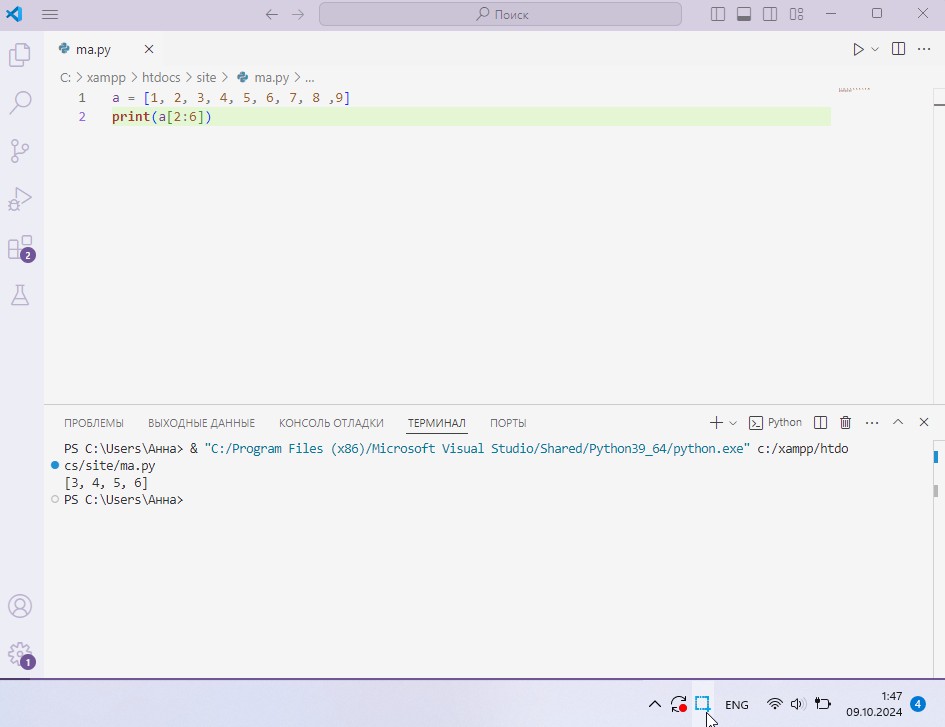 Поиск
ma.py
C: > xampp > htdocs > site > ma.py > ...
1 a = [1, 2, 3, 4, 5, 6, 7, 8 ,9]
2 print(a[2:6])
2
ПРОБЛЕМЫ ВЫХОДНЫЕ ДАННЫЕ КОНСОЛЬ ОТЛАДКИ ТЕРМИНАЛ ПОРТЫ Python
PS C:\Users\Анна> & "C:/Program Files (x86)/Microsoft Visual Studio/Shared/Python39_64/python.exe" c:/xampp/htdo
cs/site/ma.py
[3, 4, 5, 6]
PS C:\Users\Анна>
1
ENG
1:47
09.10.2024
4